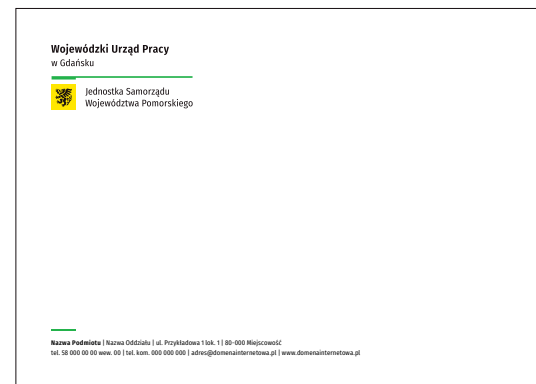 Wojewódzki Urząd Pracy
w Gdańsku
Jednostka Samorządu
Województwa Pomorskiego
Nazwa Podmiotu | Nazwa Oddziału | ul. Przykładowa 1 lok. 1 | 80-000 Miejscowość
tel. 58 000 00 00 wew. 00 | tel. kom. 000 000 000 | adres@domenainternetowa.pl | www.domenainternetowa.pl